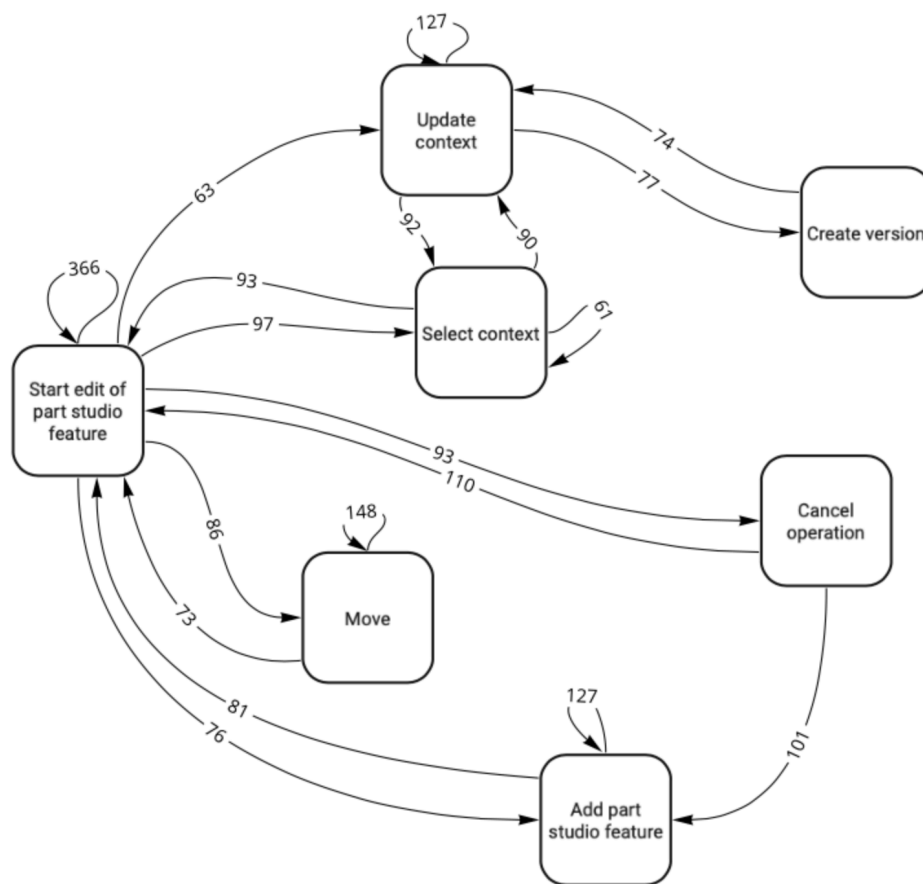 127
Update
context
74
77
Create version
63
92
90
366
93
97
Select context
61
Start edit of
part studio
feature
93
110
Cancel
operation
86
148
Move
73
81
76
127
101
Add part
studio feature